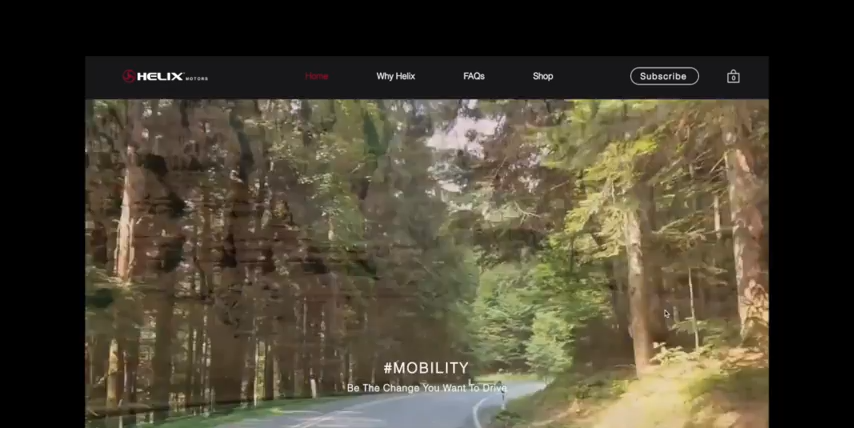 HELIX MOTORS
Home Why Helix FAQs Shop Subscribe 0
#MOBILITY
Be The Change You Want To Drive